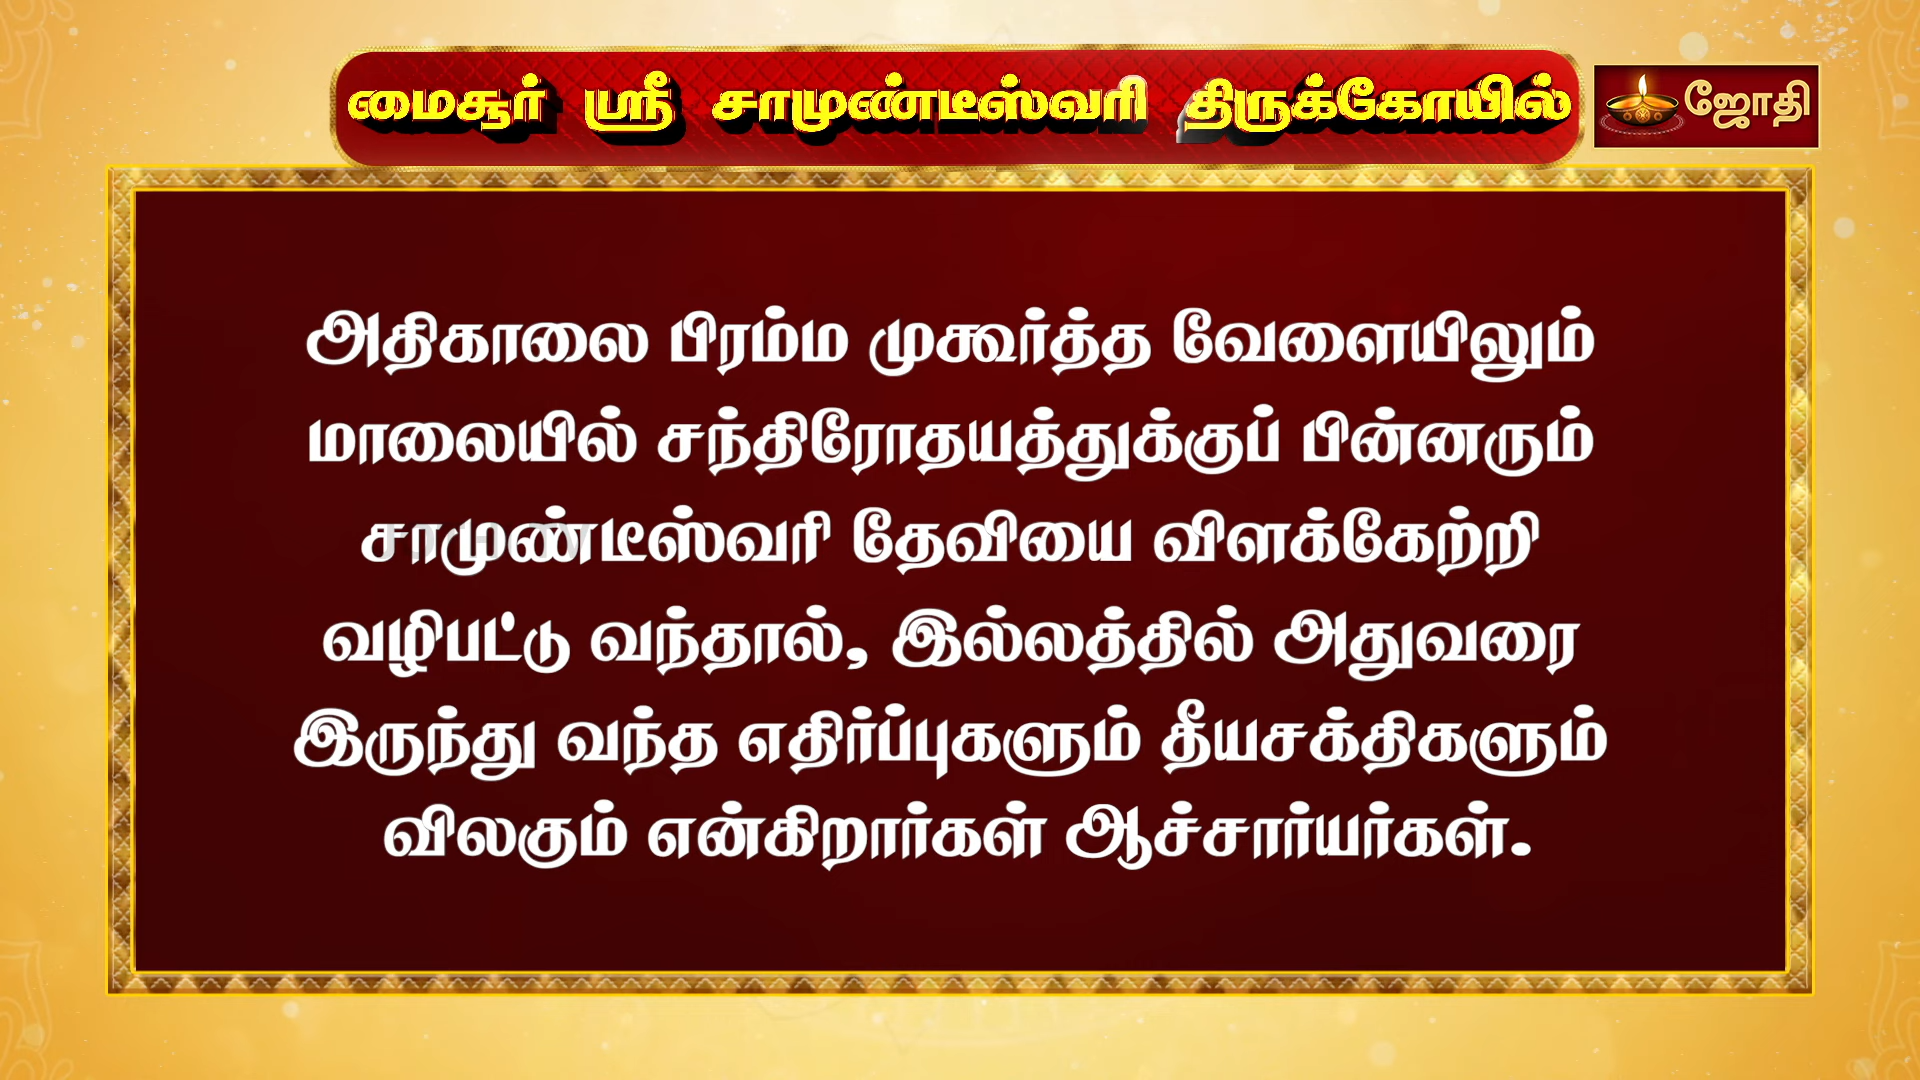 மைசூர் ஸ்ரீ சாமுண்டீஸ்வரி திருக்கோயில்
ஜோதி
அதிகாலை பிரம்ம முகூர்த்த வேளையிலும்
மாலையில் சந்திரோதயத்துக்குப் பின்னரும்
சாமுண்டீஸ்வரி தேவியை விளக்கேற்றி
வழிபட்டு வந்தால், இல்லத்தில் அதுவரை
இருந்து வந்த எதிர்ப்புகளும் தீயசக்திகளும்
விலகும் என்கிறார்கள் ஆச்சார்யர்கள்.